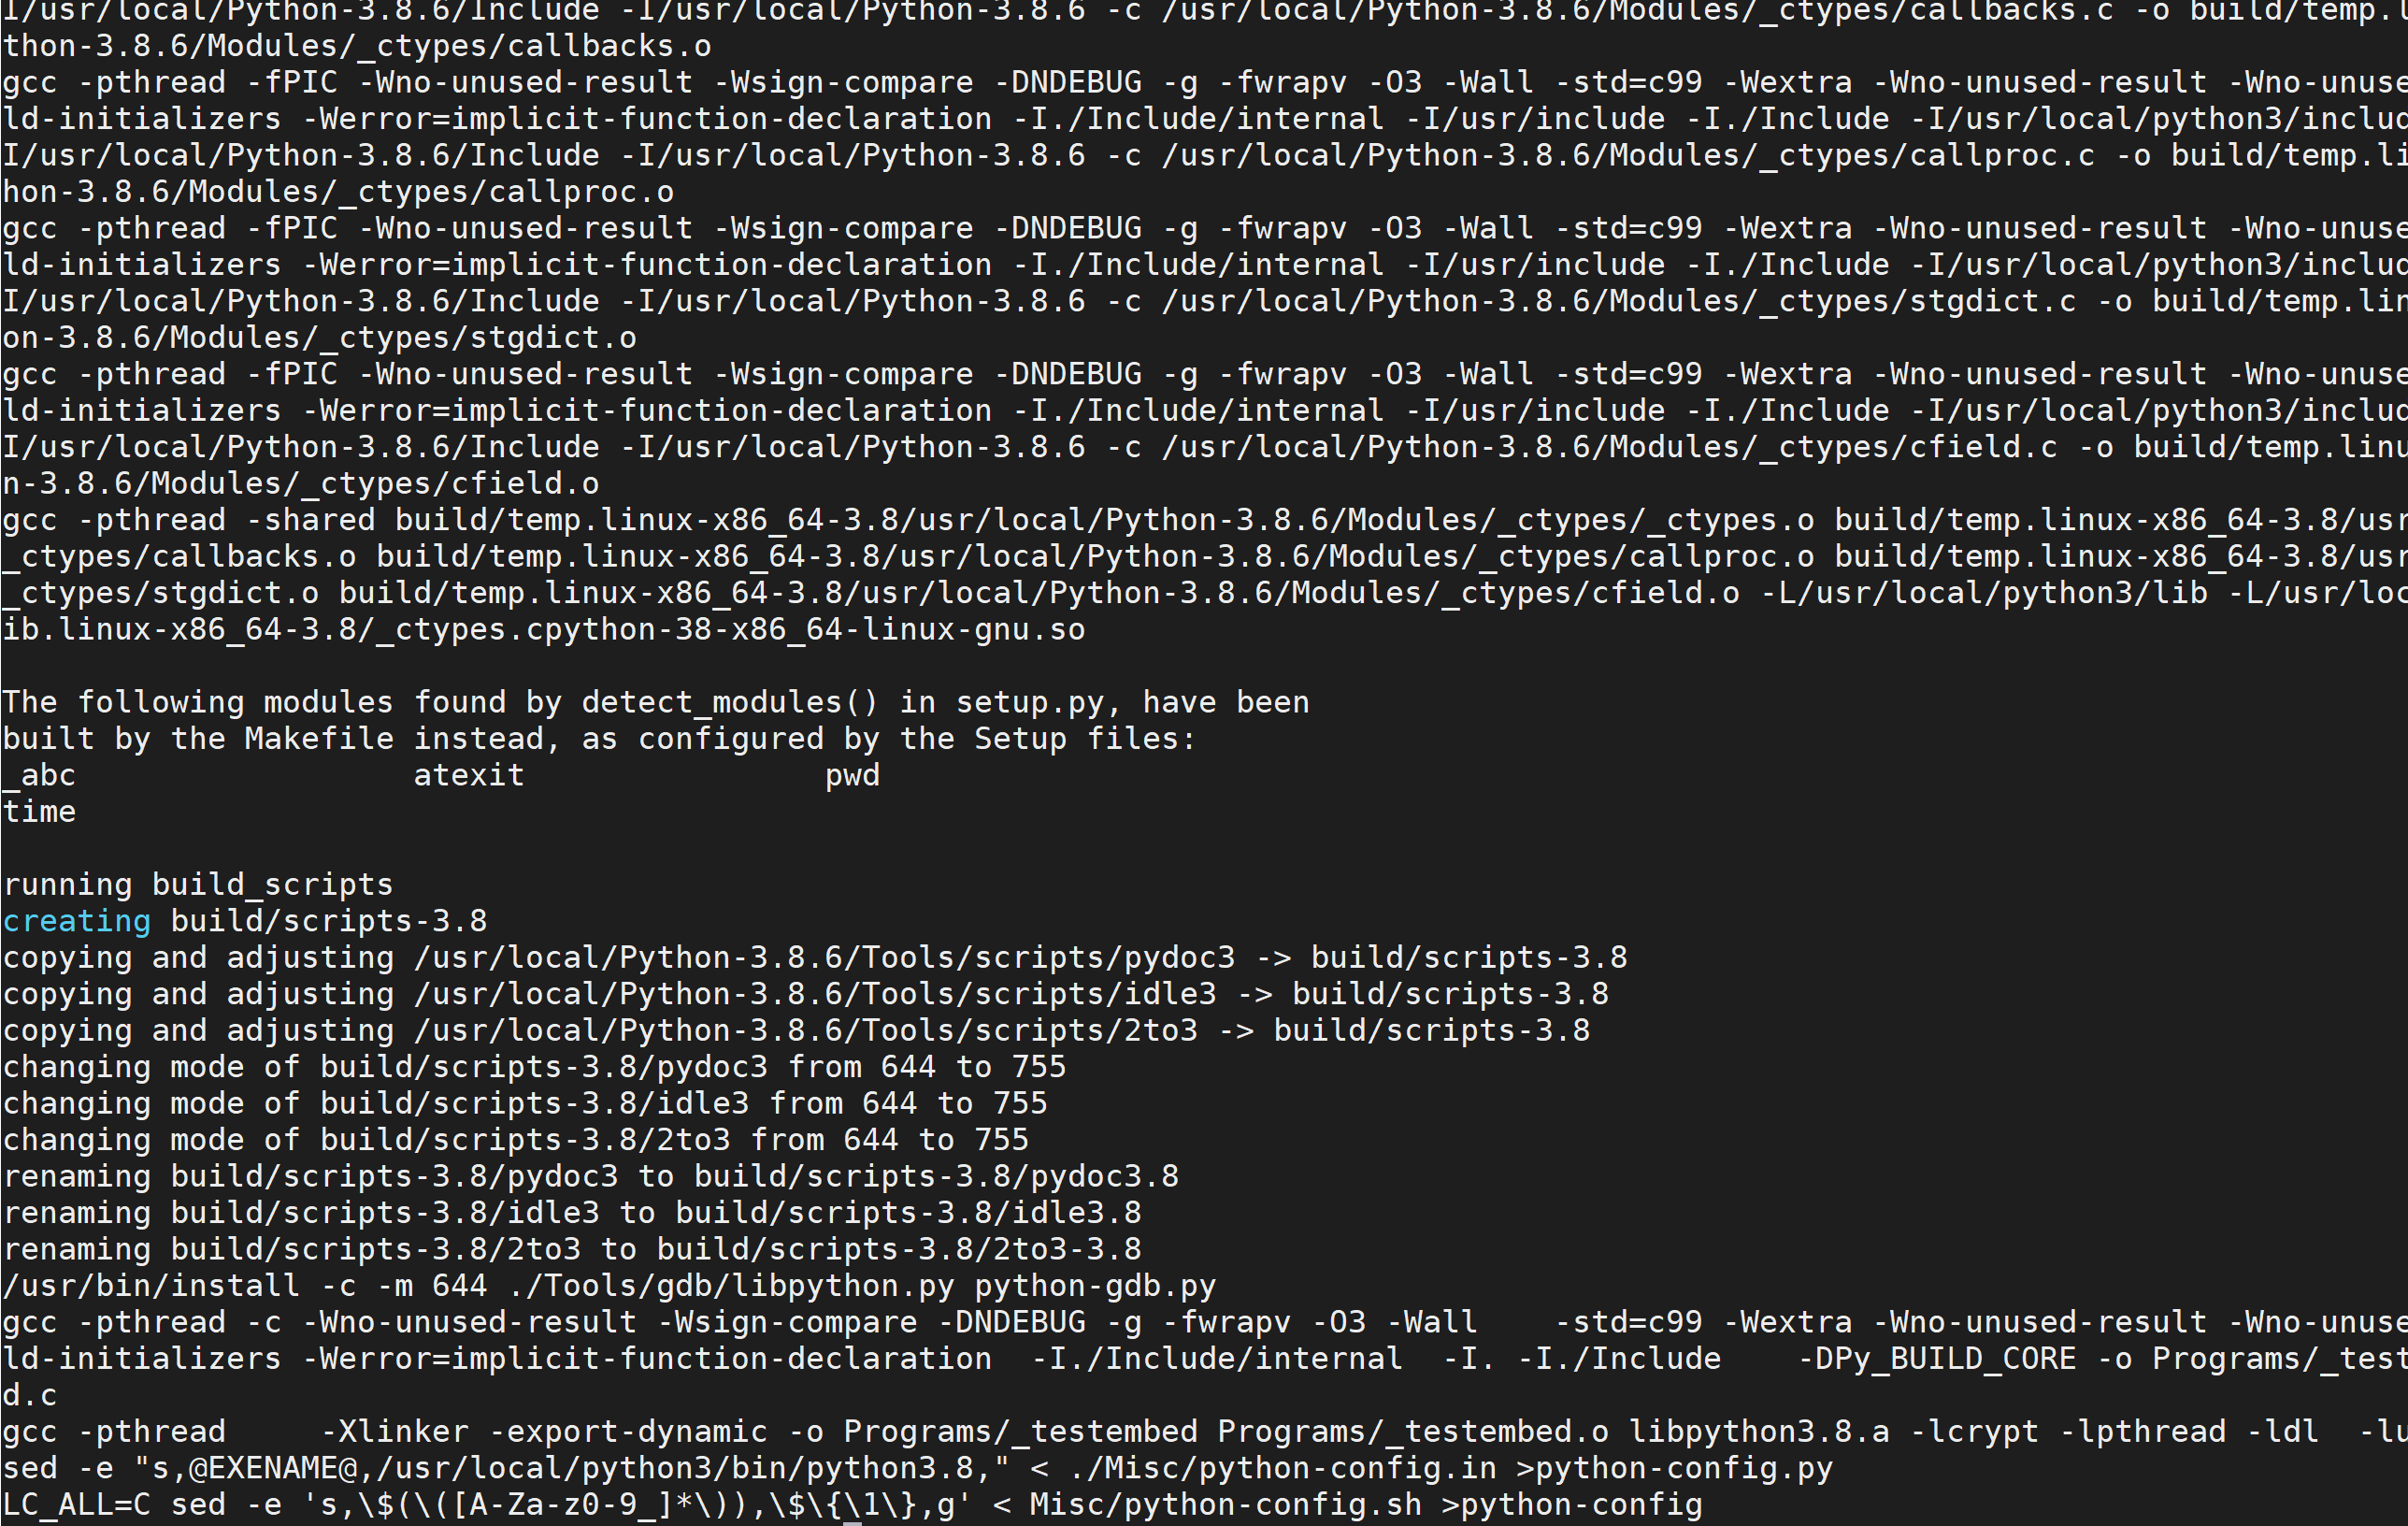 I/usr/local/Python-3.8.6/Include -I/usr/local/Python-3.8.6 -c /usr/local/Python-3.8.6/Modules/_ctypes/callbacks.c -o build/temp.l
thon-3.8.6/Modules/_ctypes/callbacks.o
gcc -pthread -fPIC -Wno-unused-result -Wsign-compare -DNDEBUG -g -fwrapv -O3 -Wall -std=c99 -Wextra -Wno-unused-result -Wno-unuse
ld-initializers -Werror=implicit-function-declaration -I./Include/internal -I/usr/include -I./Include -I/usr/local/python3/includ
I/usr/local/Python-3.8.6/Include -I/usr/local/Python-3.8.6 -c /usr/local/Python-3.8.6/Modules/_ctypes/callproc.c -o build/temp.li
hon-3.8.6/Modules/_ctypes/callproc.o
gcc -pthread -fPIC -Wno-unused-result -Wsign-compare -DNDEBUG -g -fwrapv -O3 -Wall -std=c99 -Wextra -Wno-unused-result -Wno-unuse
ld-initializers -Werror=implicit-function-declaration -I./Include/internal -I/usr/include -I./Include -I/usr/local/python3/includ
I/usr/local/Python-3.8.6/Include -I/usr/local/Python-3.8.6 -c /usr/local/Python-3.8.6/Modules/_ctypes/stgdict.c -o build/temp.lin
on-3.8.6/Modules/_ctypes/stgdict.o
gcc -pthread -fPIC -Wno-unused-result -Wsign-compare -DNDEBUG -g -fwrapv -O3 -Wall -std=c99 -Wextra -Wno-unused-result -Wno-unuse
ld-initializers -Werror=implicit-function-declaration -I./Include/internal -I/usr/include -I./Include -I/usr/local/python3/includ
I/usr/local/Python-3.8.6/Include -I/usr/local/Python-3.8.6 -c /usr/local/Python-3.8.6/Modules/_ctypes/cfield.c -o build/temp.linu
n-3.8.6/Modules/_ctypes/cfield.o
gcc -pthread -shared build/temp.linux-x86_64-3.8/usr/local/Python-3.8.6/Modules/_ctypes/_ctypes.o build/temp.linux-x86_64-3.8/usr
_ctypes/callbacks.o build/temp.linux-x86_64-3.8/usr/local/Python-3.8.6/Modules/_ctypes/callproc.o build/temp.linux-x86_64-3.8/usr
_ctypes/stgdict.o build/temp.linux-x86_64-3.8/usr/local/Python-3.8.6/Modules/_ctypes/cfield.o -L/usr/local/python3/lib -L/usr/loc
ib.linux-x86_64-3.8/_ctypes.cpython-38-x86_64-linux-gnu.so

The following modules found by detect_modules() in setup.py, have been
built by the Makefile instead, as configured by the Setup files:
_abc                  atexit                pwd
time

running build_scripts
creating build/scripts-3.8
copying and adjusting /usr/local/Python-3.8.6/Tools/scripts/pydoc3 -> build/scripts-3.8
copying and adjusting /usr/local/Python-3.8.6/Tools/scripts/idle3 -> build/scripts-3.8
copying and adjusting /usr/local/Python-3.8.6/Tools/scripts/2to3 -> build/scripts-3.8
changing mode of build/scripts-3.8/pydoc3 from 644 to 755
changing mode of build/scripts-3.8/idle3 from 644 to 755
changing mode of build/scripts-3.8/2to3 from 644 to 755
renaming build/scripts-3.8/pydoc3 to build/scripts-3.8/pydoc3.8
renaming build/scripts-3.8/idle3 to build/scripts-3.8/idle3.8
renaming build/scripts-3.8/2to3 to build/scripts-3.8/2to3-3.8
/usr/bin/install -c -m 644 ./Tools/gdb/libpython.py python-gdb.py
gcc -pthread -c -Wno-unused-result -Wsign-compare -DNDEBUG -g -fwrapv -O3 -Wall    -std=c99 -Wextra -Wno-unused-result -Wno-unuse
ld-initializers -Werror=implicit-function-declaration  -I./Include/internal  -I. -I./Include    -DPy_BUILD_CORE -o Programs/_test
d.c
gcc -pthread     -Xlinker -export-dynamic -o Programs/_testembed Programs/_testembed.o libpython3.8.a -lcrypt -lpthread -ldl  -lu
sed -e "s,@EXENAME@,/usr/local/python3/bin/python3.8," < ./Misc/python-config.in >python-config.py
LC_ALL=C sed -e 's,\$(\([A-Za-z0-9_]*\)),\$\{\1\},g' < Misc/python-config.sh >python-config